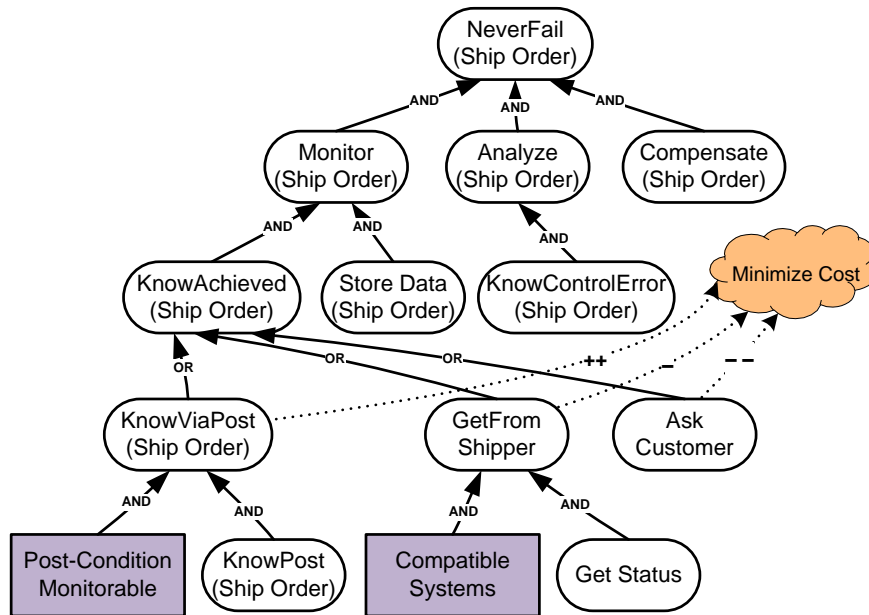 NeverFail
(Ship Order)
AND
AND
AND
Monitor
(Ship Order)
Analyze
(Ship Order)
Compensate
(Ship Order)
AND
AND
AND
KnowAchieved
(Ship Order)
Store Data
(Ship Order)
KnowControlError
(Ship Order)
Minimize Cost
OR
OR
OR
++
-
--
KnowViaPost
(Ship Order)
GetFrom
Shipper
Ask
Customer
AND
AND
AND
AND
Post-Condition
Monitorable
KnowPost
(Ship Order)
Compatible
Systems
Get Status